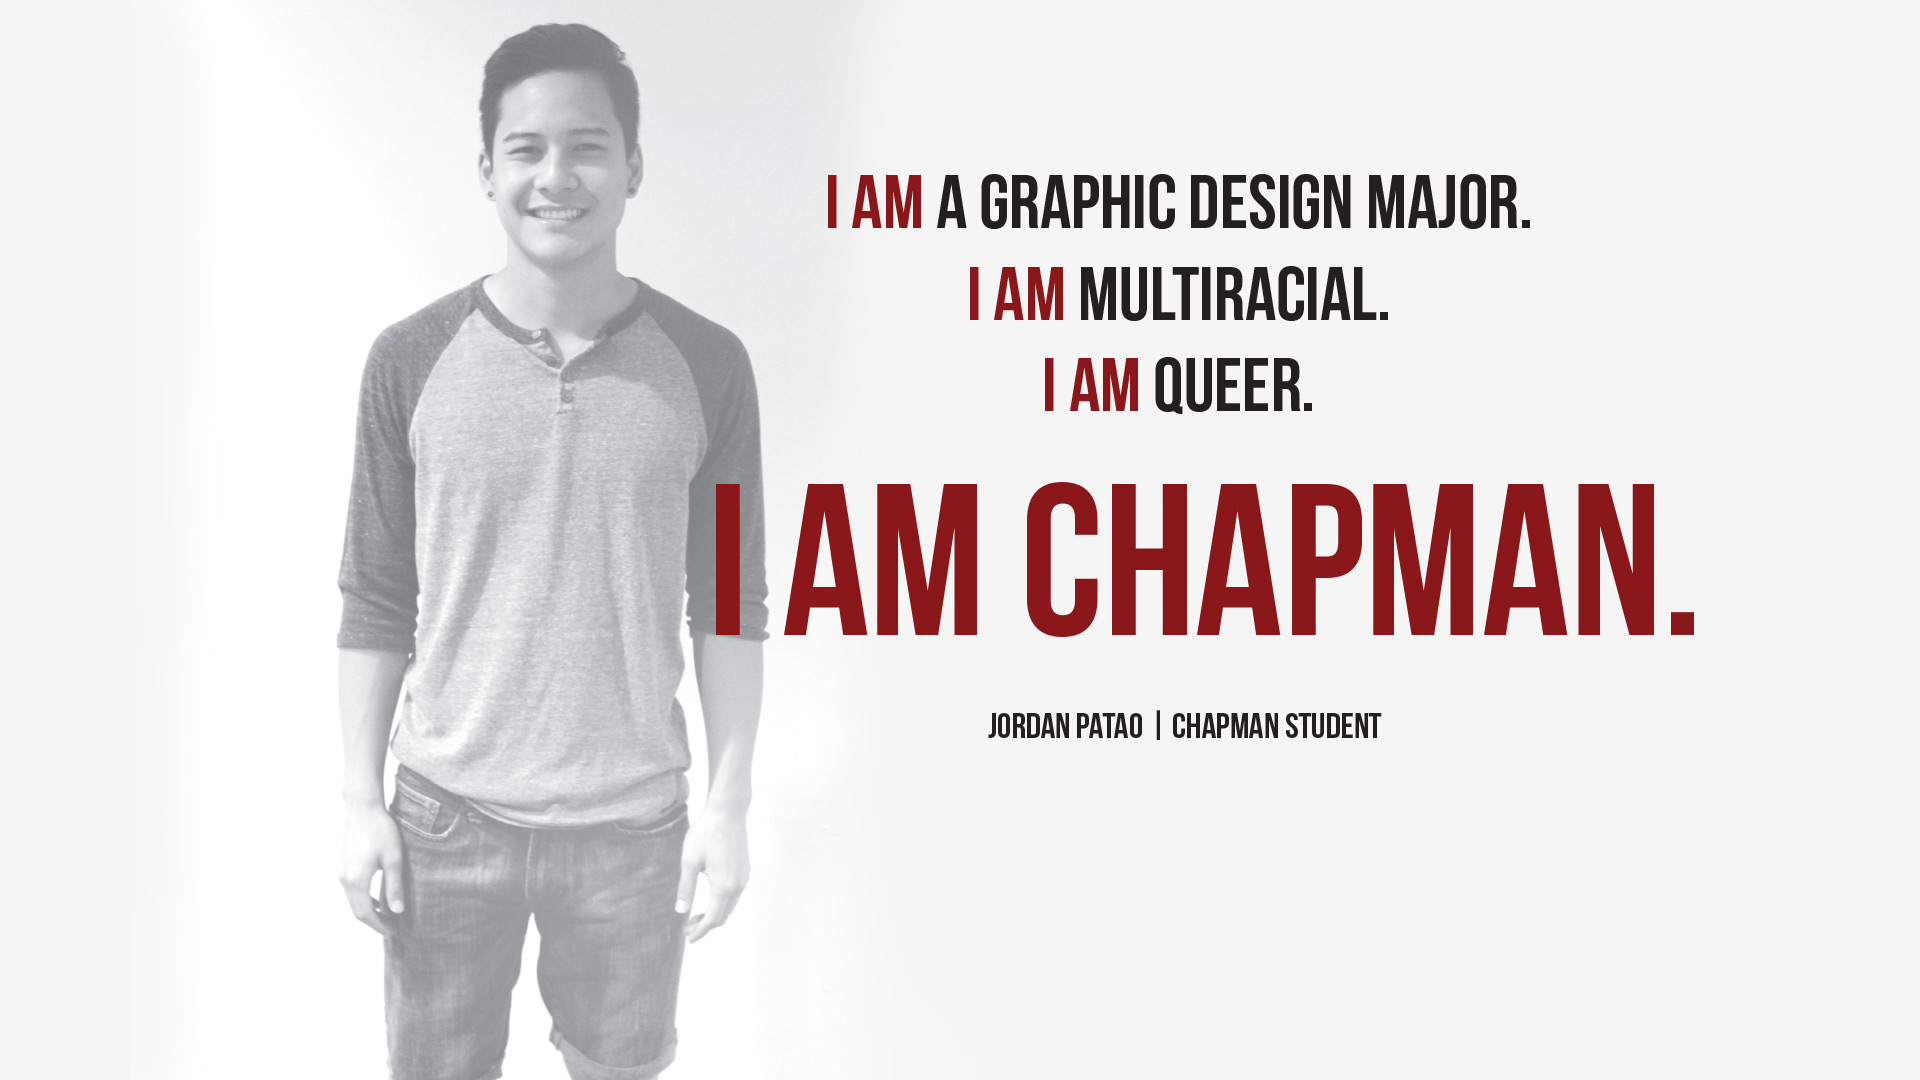 I AM A GRAPHIC DESIGN MAJOR.
I AM MULTIRACIAL.
I AM QUEER.
I AM CHAPMAN.
JORDAN PATAO | CHAPMAN STUDENT